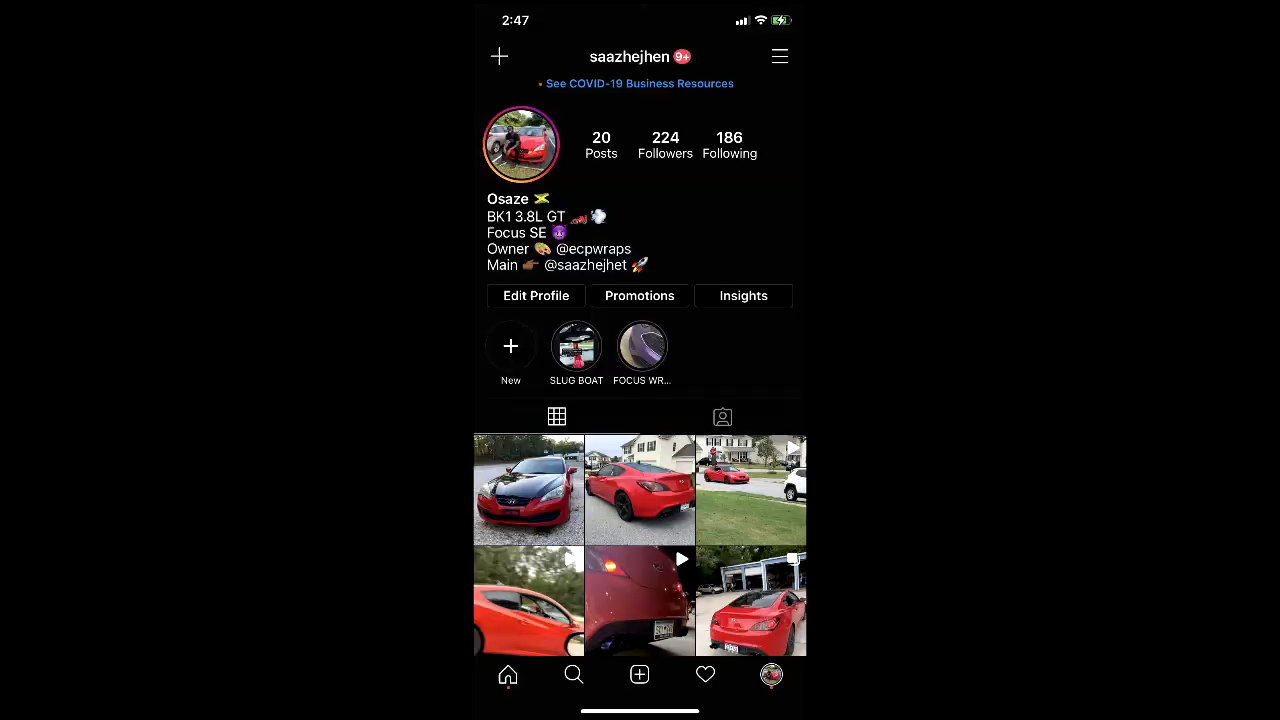 2:47
saazhejhen 9+
See COVID-19 Business Resources
20 224 186
Posts Followers Following
Osaze
BK1 3.8L GT
Focus SE
Owner @ecpwraps
Main @saazhejhet
Edit Profile Promotions Insights
New SLUG BOAT FOCUS WR...